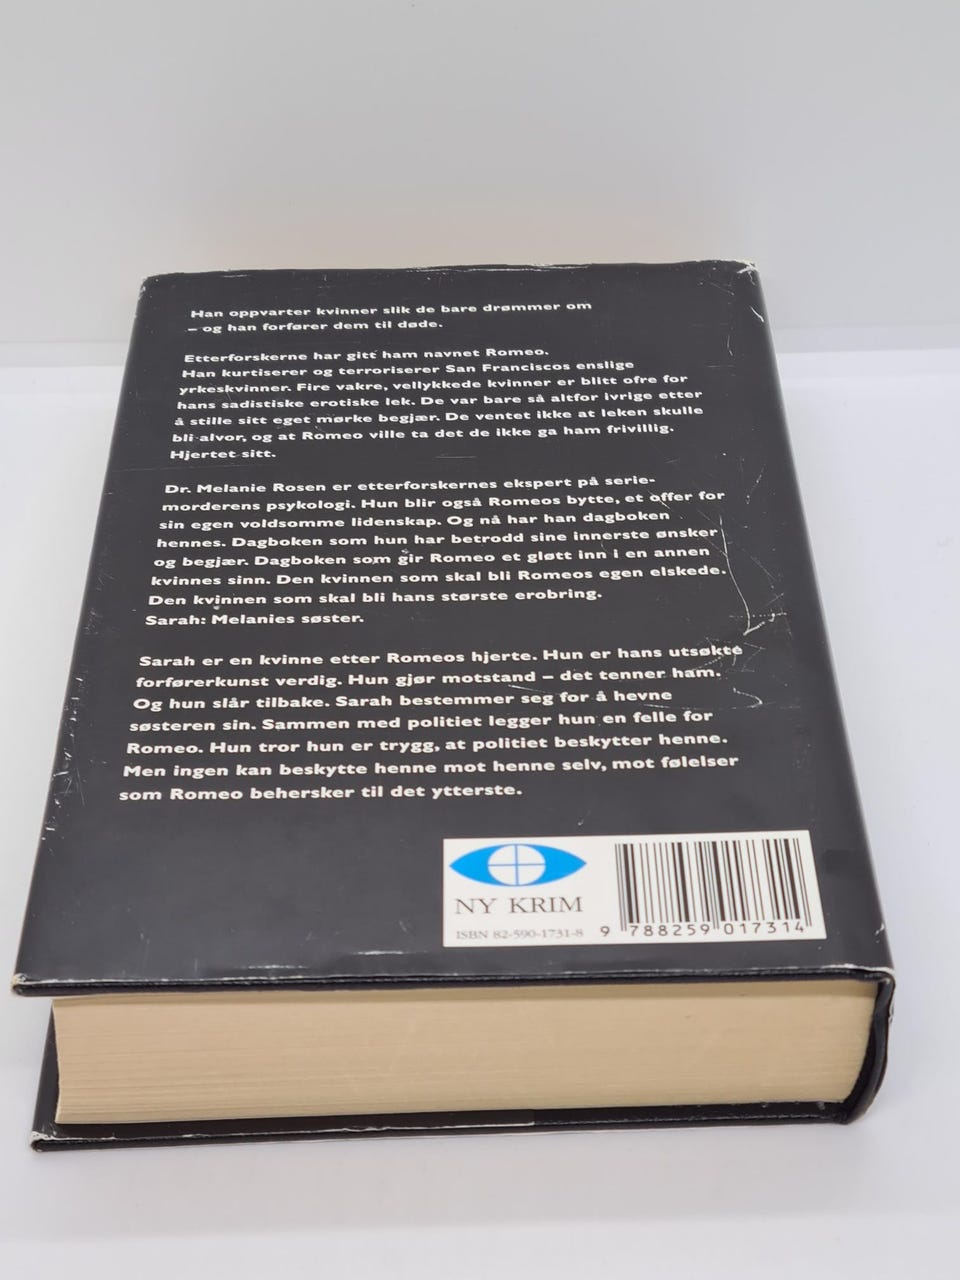 Han oppvarter kvinner slik de bare drømmer om
– og han forfører dem til døde.
Etterforskerne har gitt ham navnet Romeo.
Han kurtiserer og terroriserer San Franciscos enslige
yrkeskvinner. Fire vakre, vellykkede kvinner er blitt ofre for
hans sadistiske erotiske lek. De var bare så altfor ivrige etter
å stille sitt eget mørke begjær. De ventet ikke at leken skulle
bli alvor, og at Romeo ville ta det de ikke ga ham frivillig.
Hjertet sitt.
Dr. Melanie Rosen er etterforskernes ekspert på serie-
morderens psykologi. Hun blir også Romeos bytte, et offer for
sin egen voldsomme lidenskap. Og nå har han dagboken
hennes. Dagboken som hun har betrodd sine innerste ønsker
og begjær. Dagboken som gir Romeo et gløtt inn i en annen
kvinnes sinn. Den kvinnen som skal bli Romeos egen elskede.
Den kvinnen som skal bli hans største erobring.
Sarah: Melanies søster.
Sarah er en kvinne etter Romeos hjerte. Hun er hans utsøkte
forførerkunst verdig. Hun gjør motstand – det tenner ham.
Og hun slår tilbake. Sarah bestemmer seg for å hevne
søsteren sin. Sammen med politiet legger hun en felle for
Romeo. Hun tror hun er trygg, at politiet beskytter henne.
Men ingen kan beskytte henne mot henne selv, mot følelser
som Romeo behersker til det ytterste.
NY KRIM
ISBN 82-590-1731-8
9 788259 017314